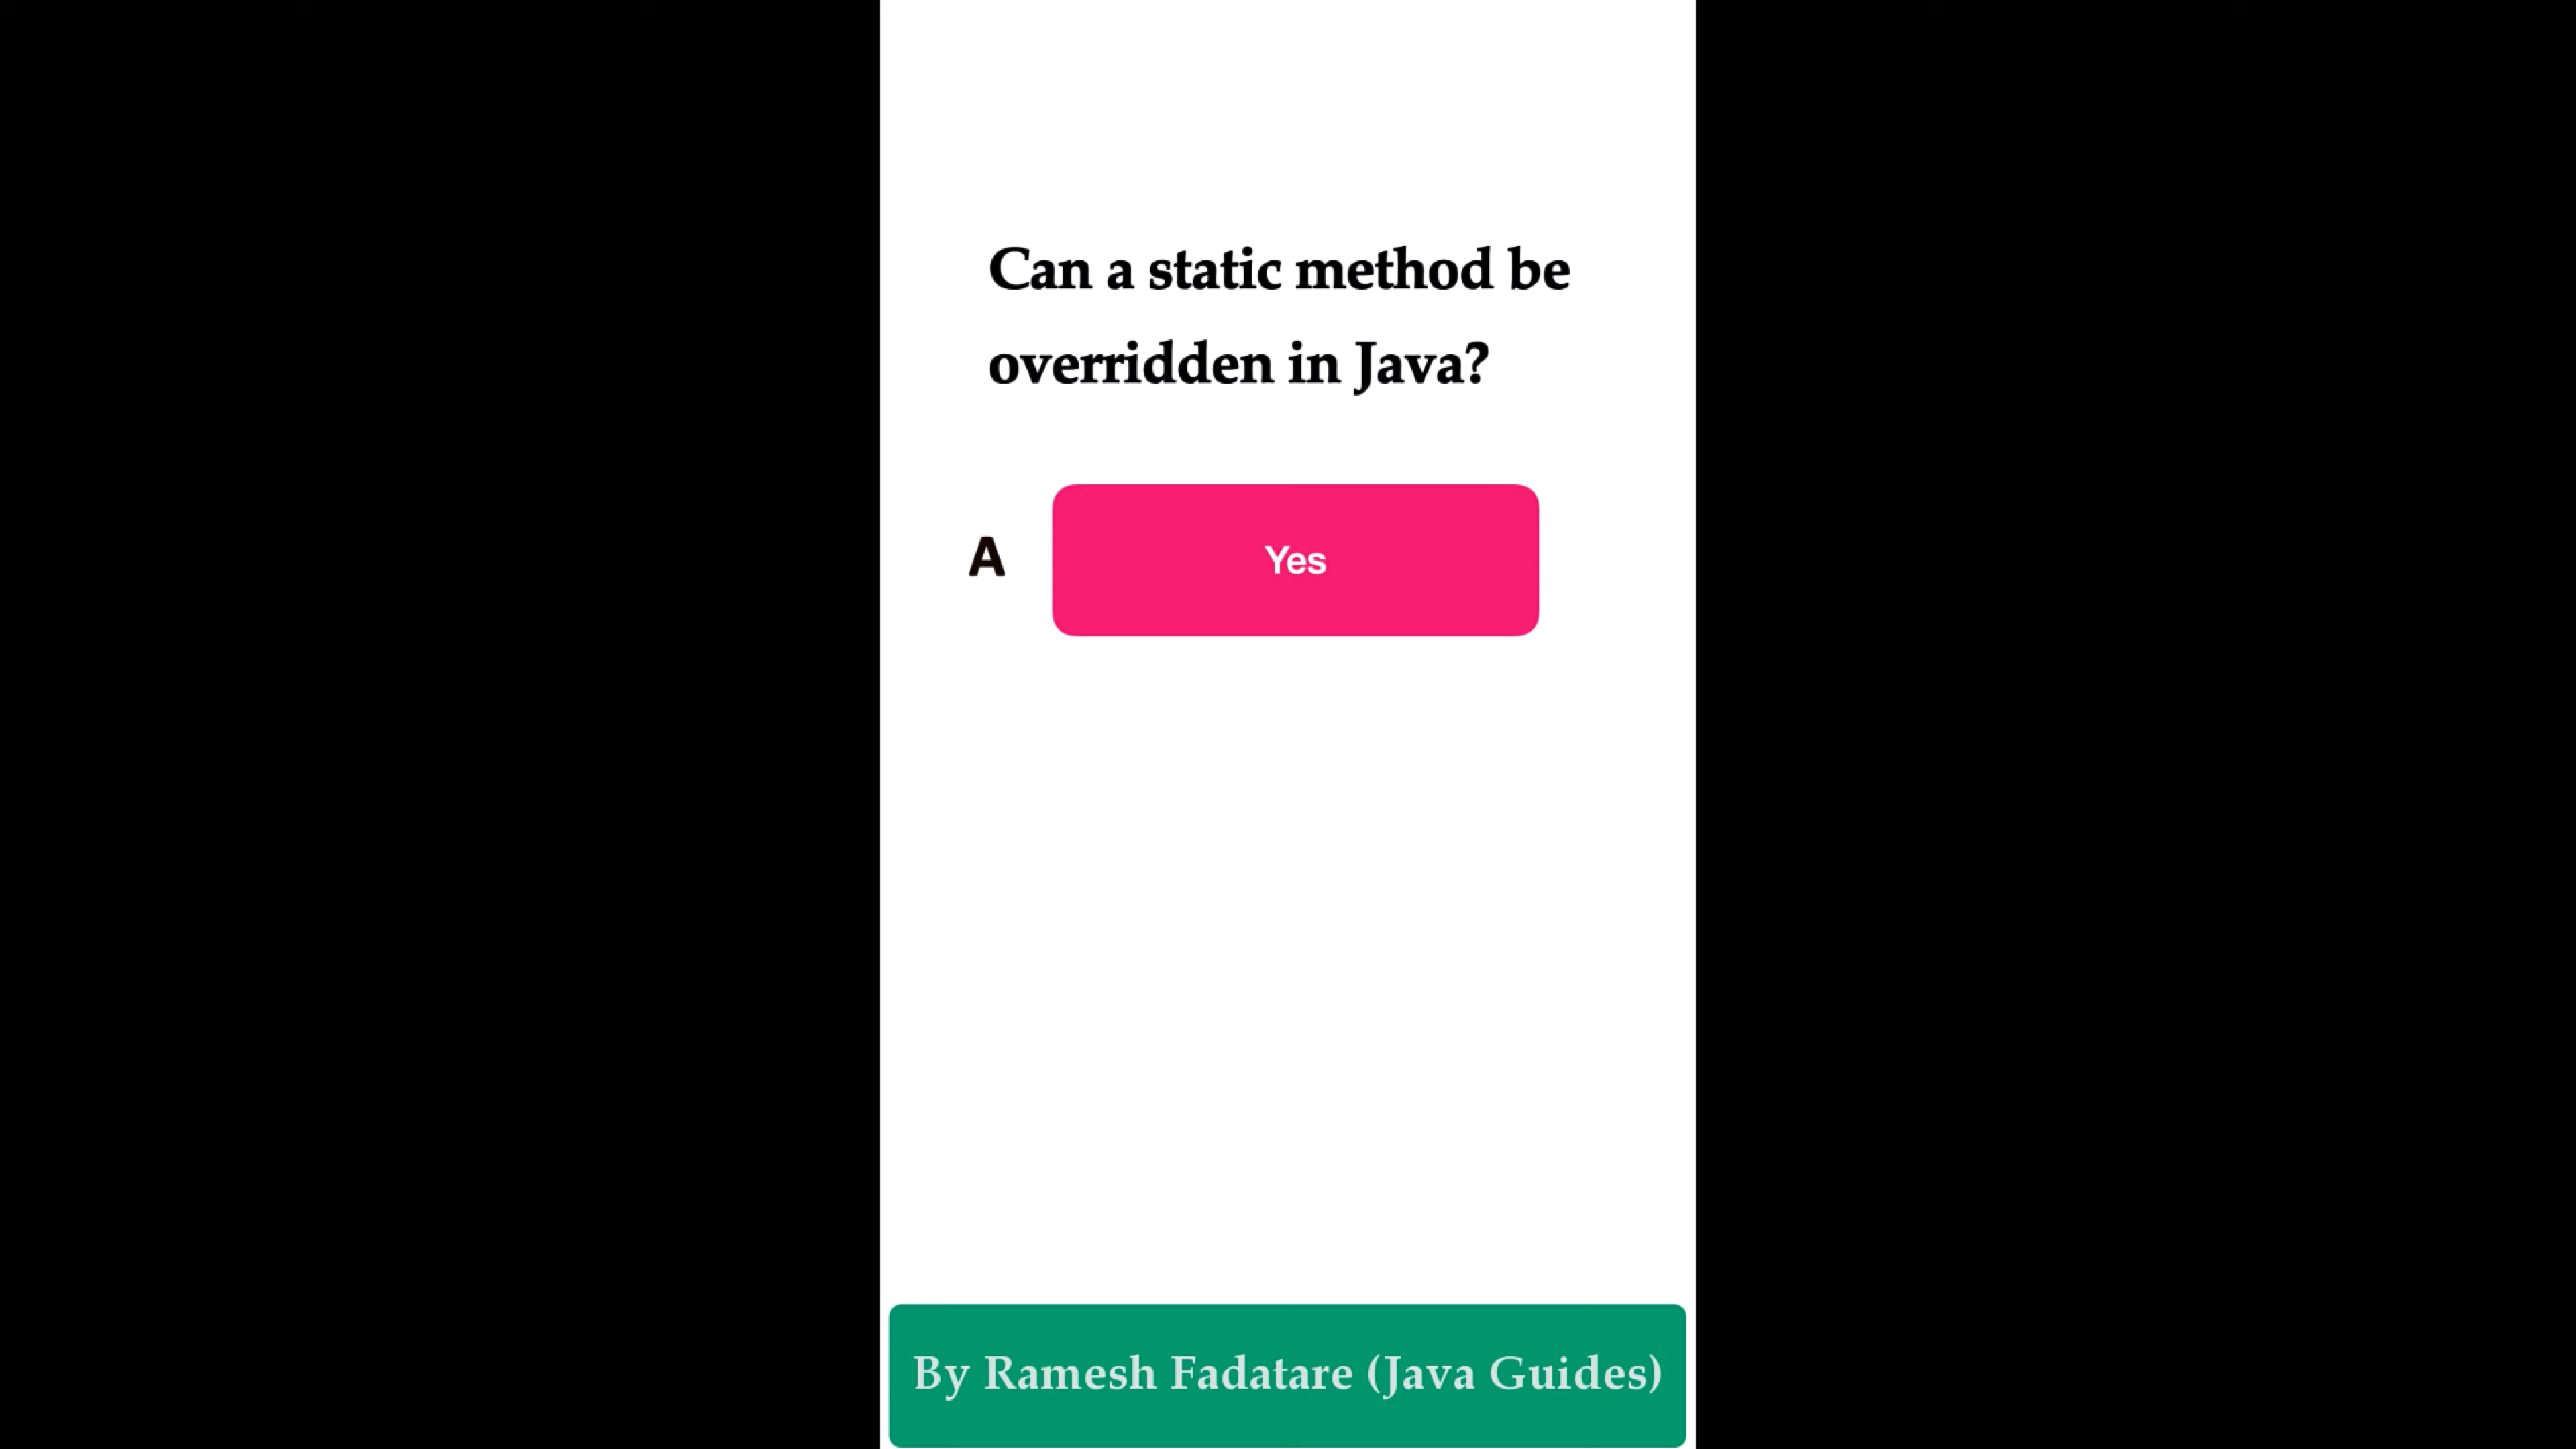 Can a static method be
overridden in Java?
A
Yes
By Ramesh Fadatare (Java Guides)